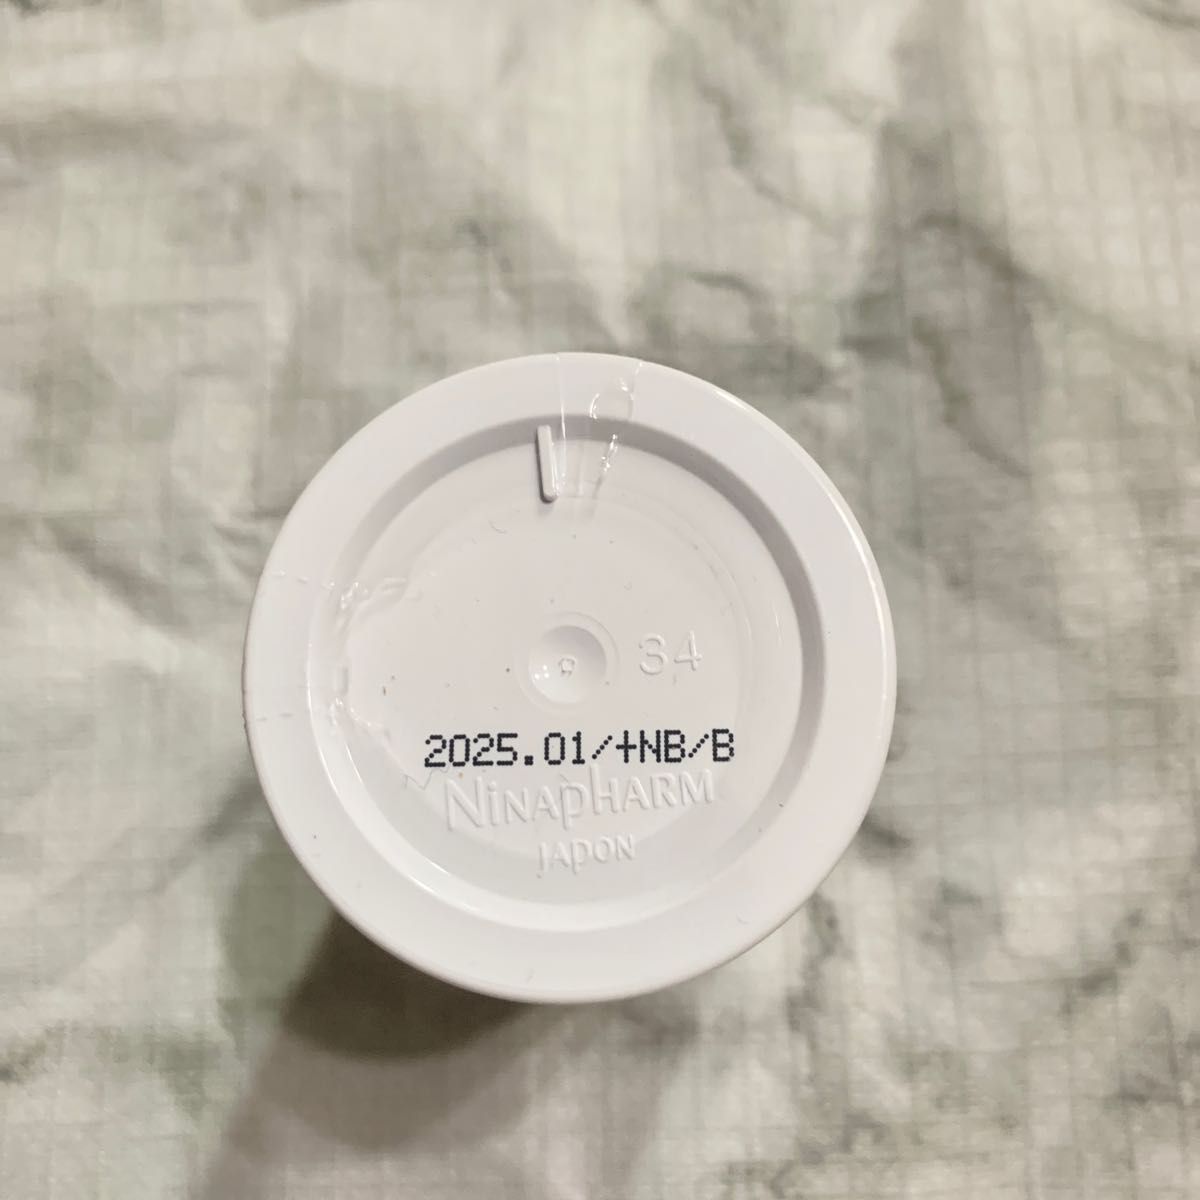 34
2025.01/+NB/B
NiNAPHARM
JAPON